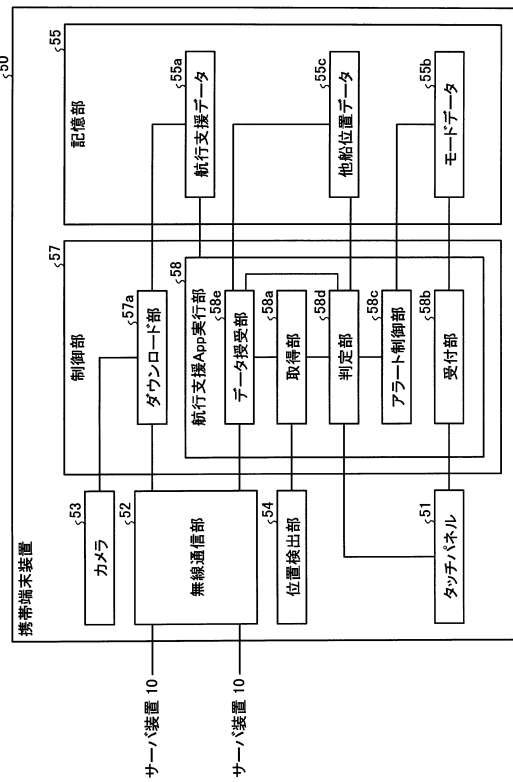 50
携帯端末装置
サーバ装置 10
サーバ装置 10
53
カメラ
52
無線通信部
54
位置検出部
51
タッチパネル
57
制御部
57a
ダウンロード部
58
航行支援App実行部
58e
データ授受部
58a
取得部
58d
判定部
58c
アラート制御部
58b
受付部
55
記憶部
55a
航行支援データ
55c
他船位置データ
55b
モードデータ